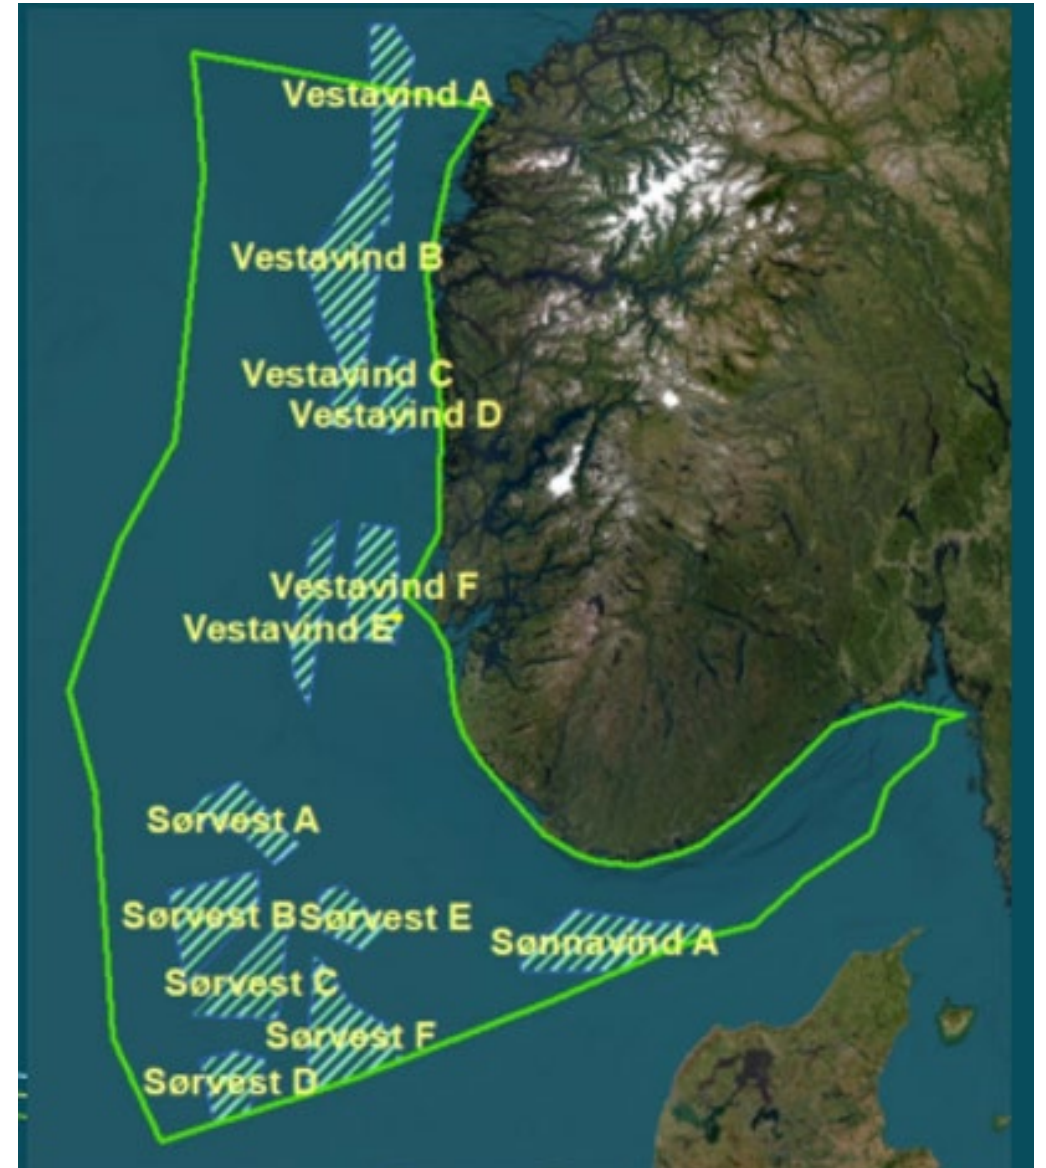 Vestavind A
Vestavind B
Vestavind C
Vestavind D
Vestavind F
Vestavind E
Sørvest A
Sørvest B
Sørvest E
Sønnavind A
Sørvest C
Sørvest F
Sørvest D